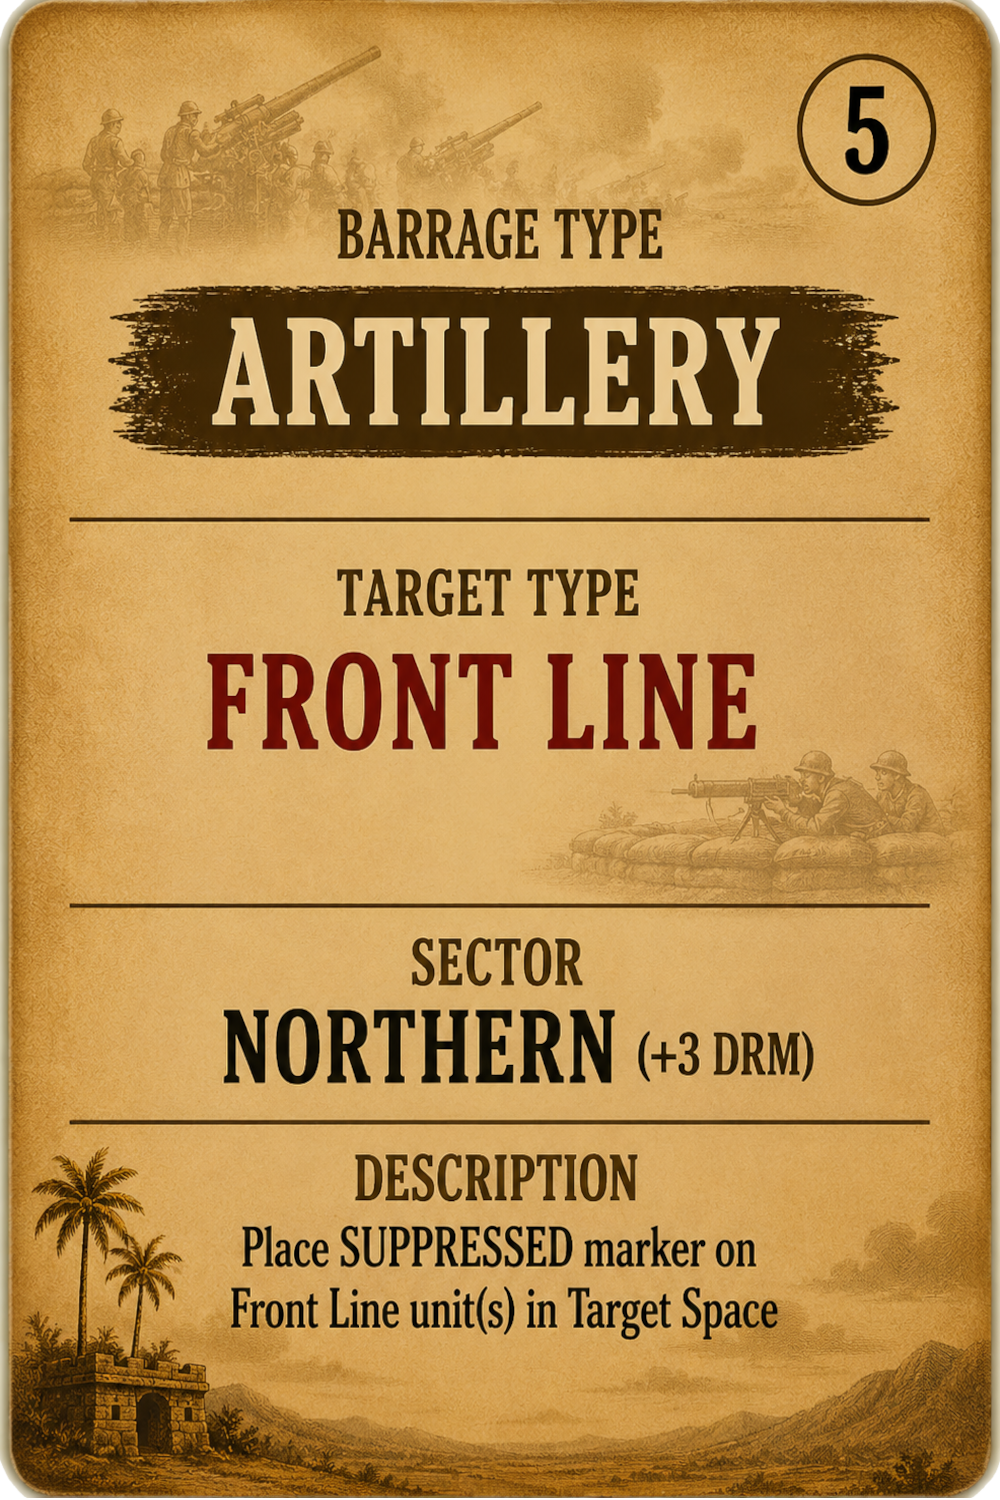 5
BARRAGE TYPE
ARTILLERY
TARGET TYPE
FRONT LINE
SECTOR
NORTHERN (+3 DRM)
DESCRIPTION
Place SUPPRESSED marker on
Front Line unit(s) in Target Space